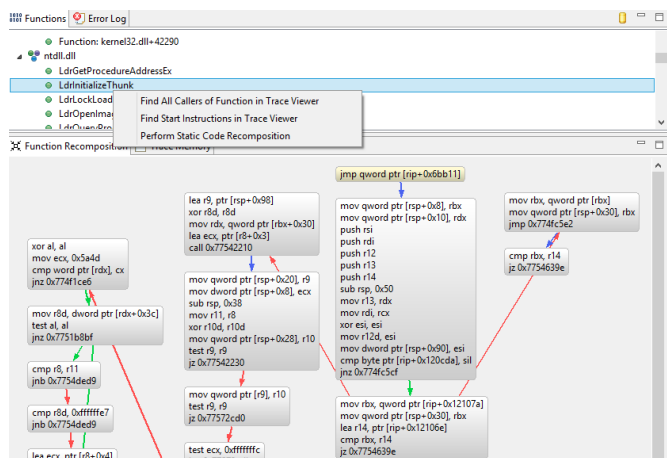 Functions Error Log
Function: kernel32.dll+42290
ntdll.dll
LdrGetProcedureAddressEx
LdrInitializeThunk
LdrLockLoad
LdrOpenImag
Find All Callers of Function in Trace Viewer
Find Start Instructions in Trace Viewer
Perform Static Code Recomposition
Function Recomposition Trace Memory
xor al, al
mov ecx, 0x5a4d
cmp word ptr [rdx], cx
jnz 0x774f1ce6
mov r8d, dword ptr [rdx+0x3c]
test al, al
jnz 0x7751b8bf
cmp r8, r11
jnb 0x7754ded9
cmp r8d, 0xffffffe7
jnb 0x7754ded9
lea ecx, ptr [r8+0x4]
lea r9, ptr [rsp+0x98]
xor r8d, r8d
mov rdx, qword ptr [rbx+0x30]
lea ecx, ptr [r8+0x3]
call 0x77542210
mov qword ptr [rsp+0x20], r9
mov dword ptr [rsp+0x8], ecx
sub rsp, 0x38
mov r11, r8
xor r10d, r10d
mov qword ptr [rsp+0x28], r10
test r9, r9
jz 0x77542230
mov qword ptr [r9], r10
test r9, r9
jz 0x77572cd0
test ecx, 0xfffffffc
jmp qword ptr [rip+0x6bb11]
mov qword ptr [rsp+0x8], rbx
mov qword ptr [rsp+0x10], rdx
push rsi
push rdi
push r12
push r13
push r14
sub rsp, 0x50
mov r13, rdx
mov rdi, rcx
xor esi, esi
mov r12d, esi
mov dword ptr [rsp+0x90], esi
cmp byte ptr [rip+0x120cda], sil
jnz 0x774fc5cf
mov rbx, qword ptr [rip+0x12107a]
mov qword ptr [rsp+0x30], rbx
lea r14, ptr [rip+0x12106e]
cmp rbx, r14
jz 0x7754639e
mov rbx, qword ptr [rbx]
mov qword ptr [rsp+0x30], rbx
jmp 0x774fc5e2
cmp rbx, r14
jz 0x7754639e